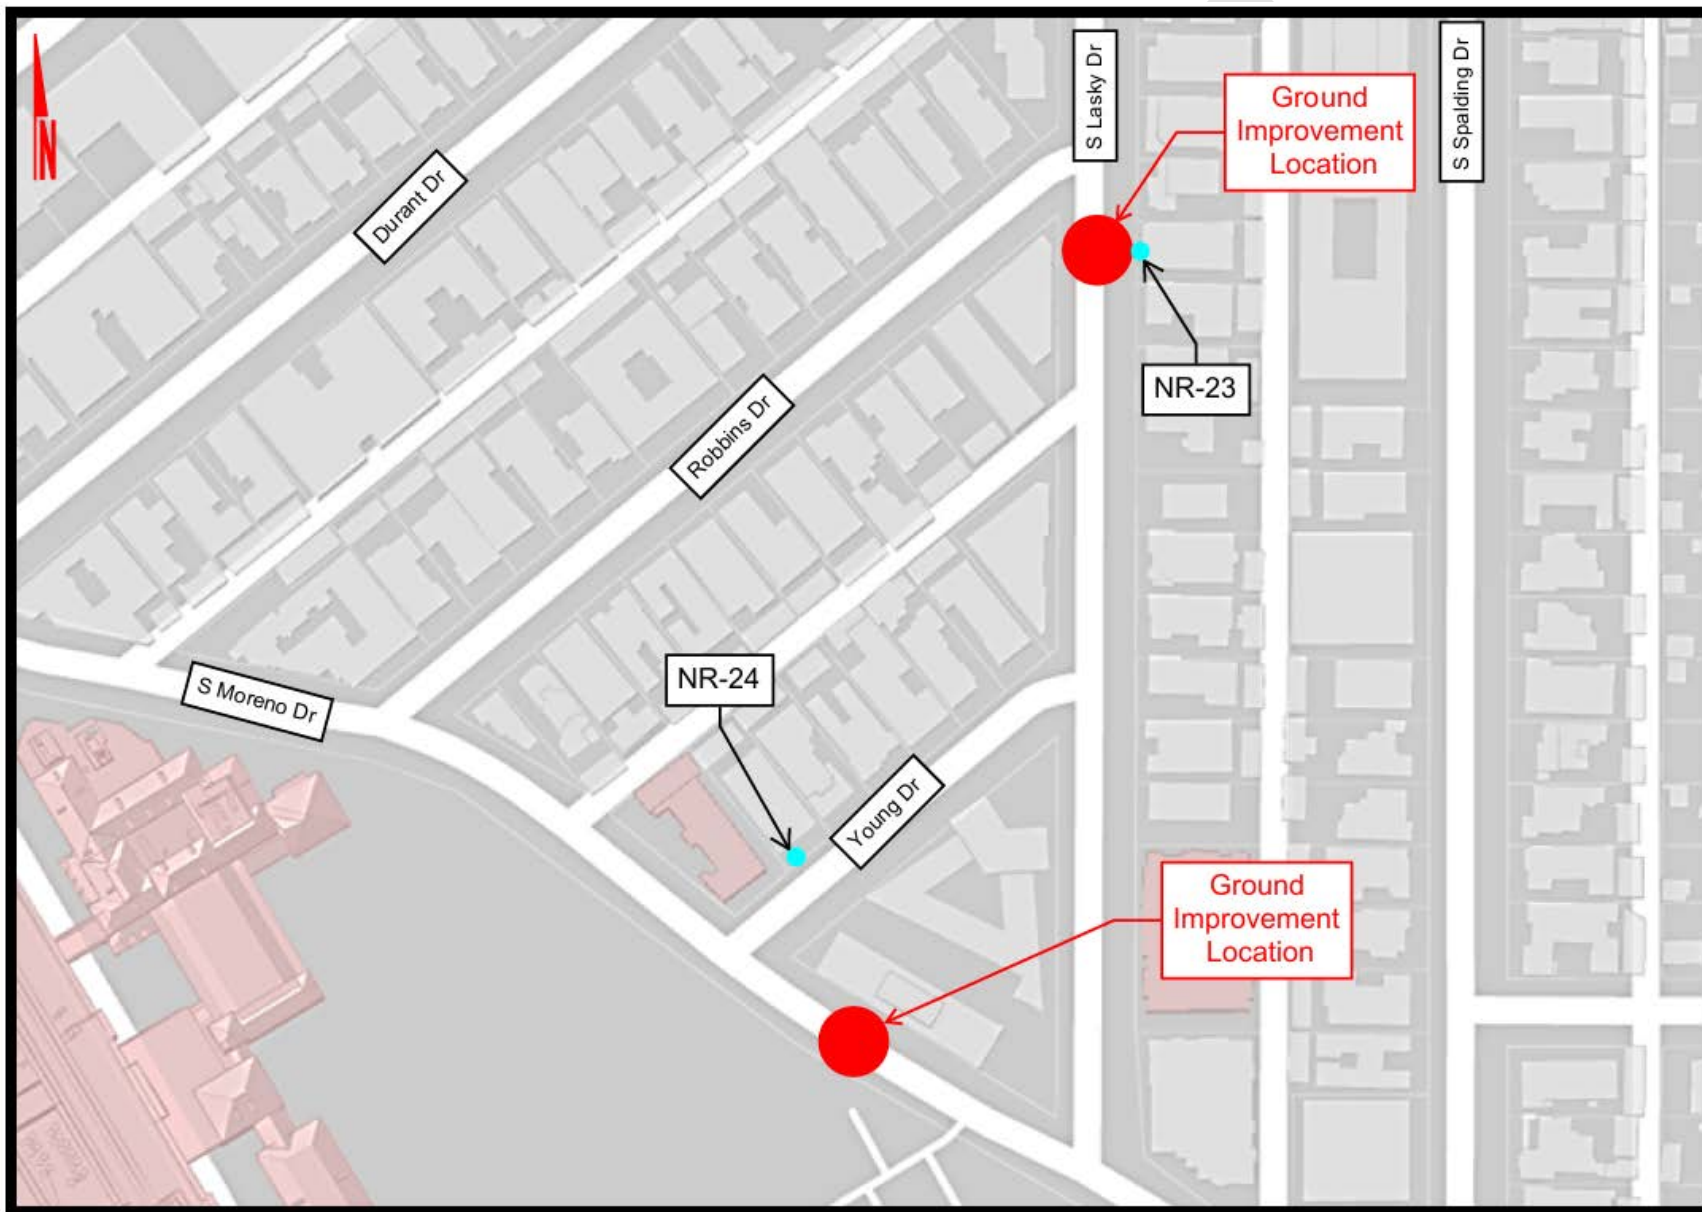 N
S Lasky Dr
S Spalding Dr
Ground
Improvement
Location
Durant Dr
NR-23
Robbins Dr
NR-24
S Moreno Dr
Young Dr
Ground
Improvement
Location